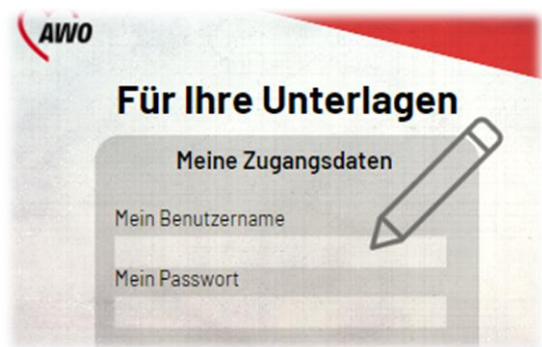 AWO
Für Ihre Unterlagen
Meine Zugangsdaten
Mein Benutzername
Mein Passwort